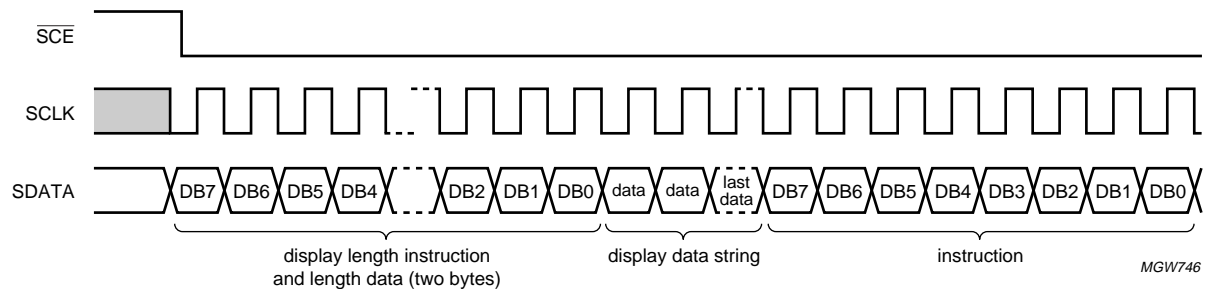 SCE
SCLK
SDATA
DB7 DB6 DB5 DB4 DB2 DB1 DB0 data data last data DB7 DB6 DB5 DB4 DB3 DB2 DB1 DB0
display length instruction
and length data (two bytes)
display data string
instruction
MGW746